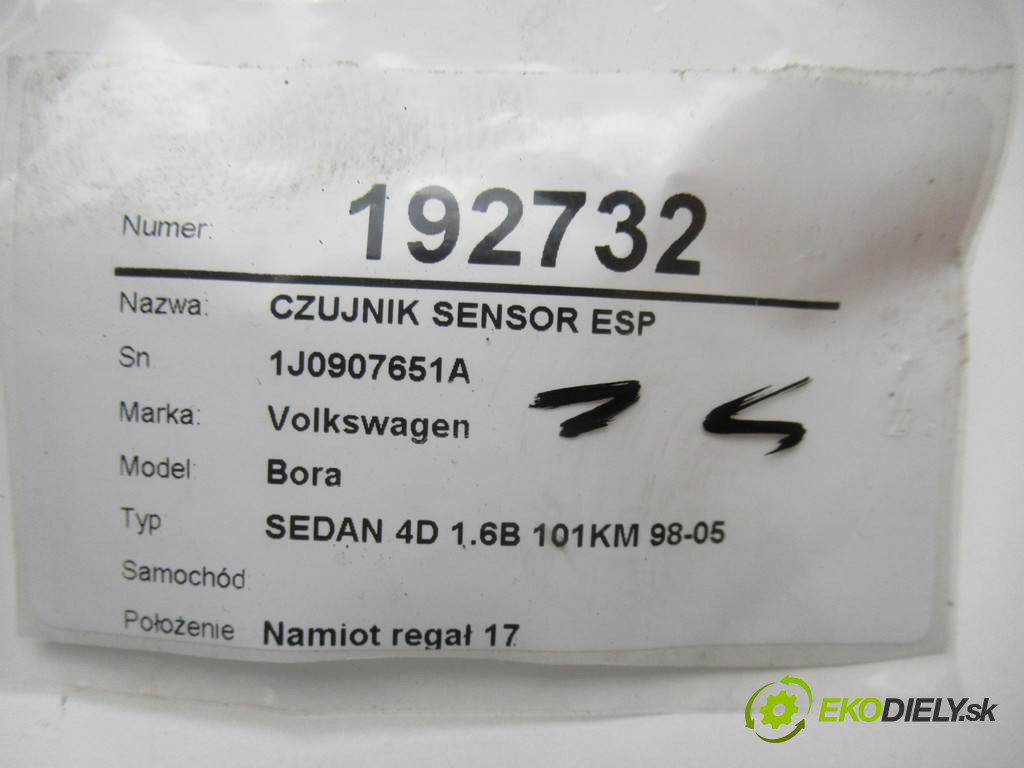 Numer: 192732
Nazwa: CZUJNIK SENSOR ESP
Sn 1J0907651A
Marka: Volkswagen
Model Bora
Typ SEDAN 4D 1.6B 101KM 98-05
Samochód
Położenie Namiot regał 17
EKODIELY.sk